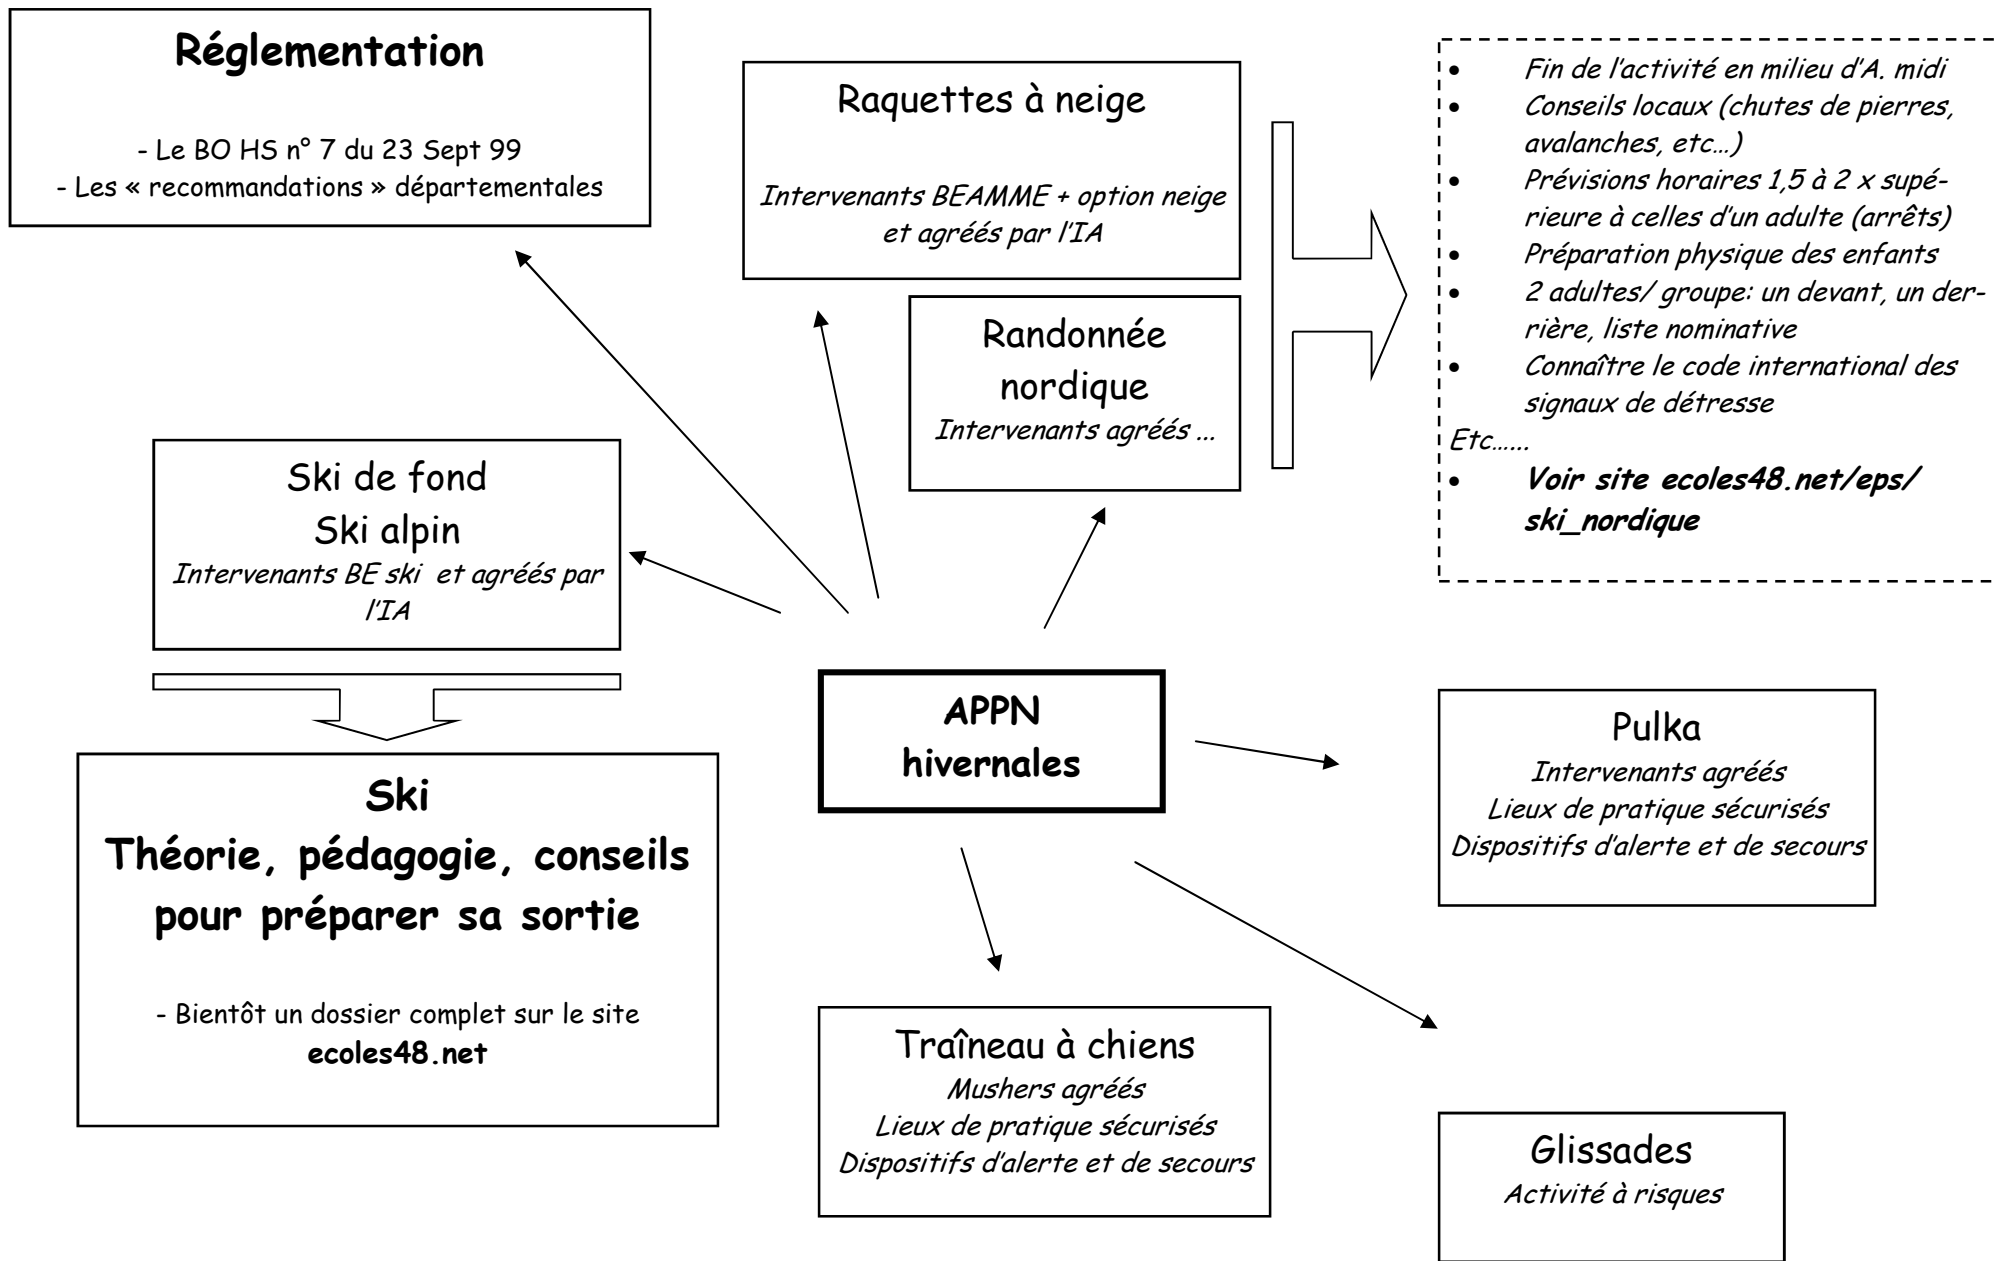 Réglementation
- Le BO HS n° 7 du 23 Sept 99
- Les « recommandations » départementales
Raquettes à neige
Intervenants BEAMME + option neige
et agréés par l'IA
Randonnée
nordique
Intervenants agréés ...
• Fin de l'activité en milieu d'A. midi
• Conseils locaux (chutes de pierres,
avalanches, etc…)
• Prévisions horaires 1,5 à 2 x supé-
rieure à celles d'un adulte (arrêts)
• Préparation physique des enfants
• 2 adultes/ groupe: un devant, un der-
rière, liste nominative
• Connaître le code international des
signaux de détresse
Etc……
• Voir site ecoles48.net/eps/
ski_nordique
Ski de fond
Ski alpin
Intervenants BE ski et agréés par
l'IA
Ski
Théorie, pédagogie, conseils
pour préparer sa sortie
- Bientôt un dossier complet sur le site
ecoles48.net
APPN
hivernales
Pulka
Intervenants agréés
Lieux de pratique sécurisés
Dispositifs d'alerte et de secours
Traîneau à chiens
Mushers agréés
Lieux de pratique sécurisés
Dispositifs d'alerte et de secours
Glissades
Activité à risques